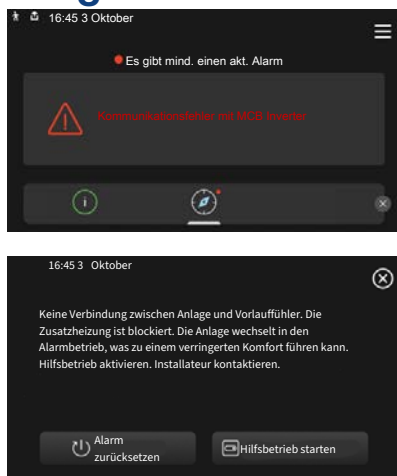 16:45 3 Oktober
Es gibt mind. einen akt. Alarm
Kommunikationsfehler mit MCB Inverter
16:45 3 Oktober
Keine Verbindung zwischen Anlage und Vorlauffühler. Die
Zusatzheizung ist blockiert. Die Anlage wechselt in den
Alarmbetrieb, was zu einem verringerten Komfort führen kann.
Hilfsbetrieb aktivieren. Installateur kontaktieren.
Alarm
zurücksetzen
Hilfsbetrieb starten